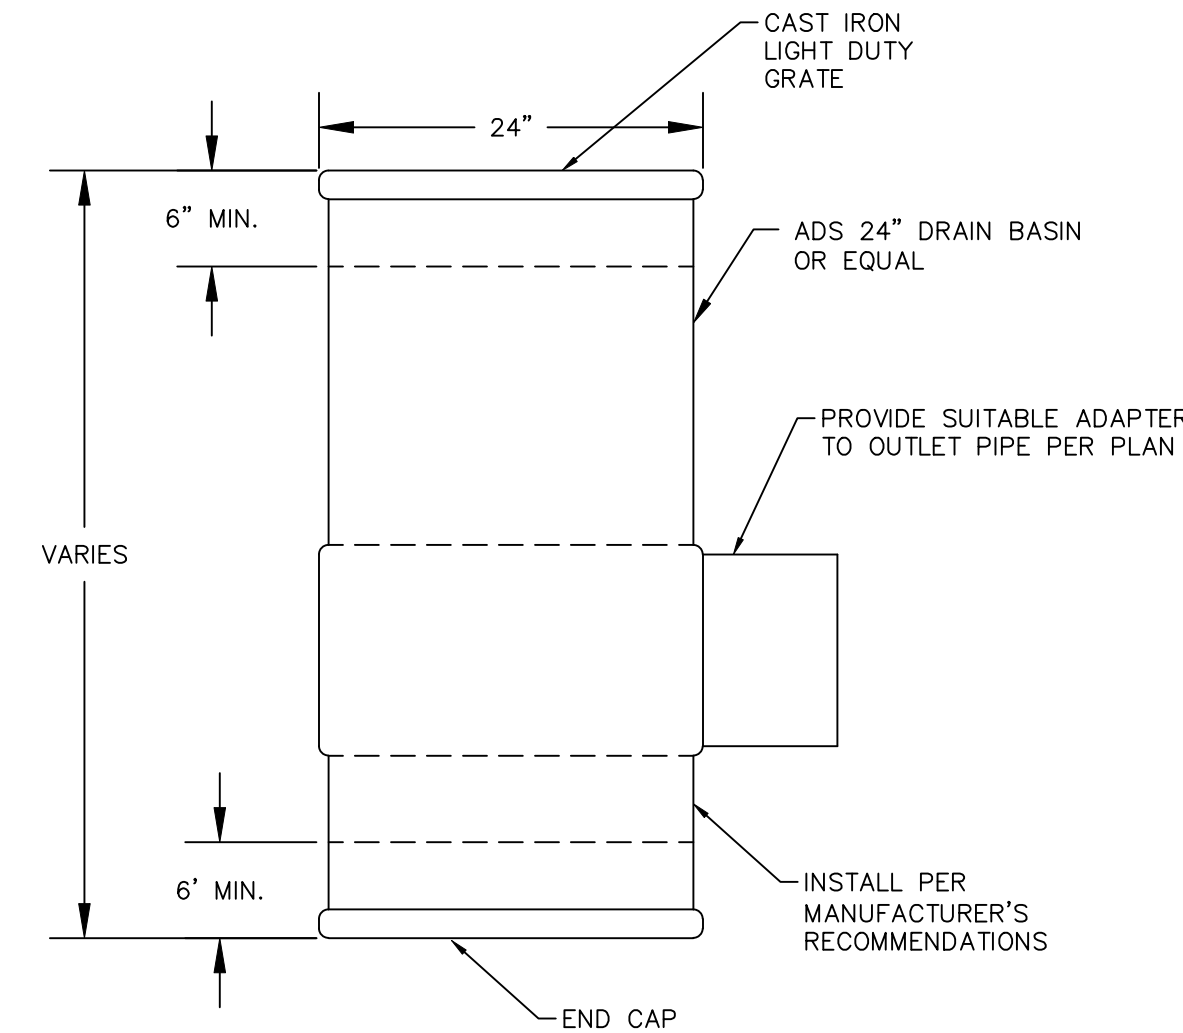 CAST IRON
LIGHT DUTY
GRATE
24”
6” MIN.
ADS 24” DRAIN BASIN
OR EQUAL
PROVIDE SUITABLE ADAPTER
TO OUTLET PIPE PER PLAN
VARIES
6’ MIN.
INSTALL PER
MANUFACTURER’S
RECOMMENDATIONS
END CAP